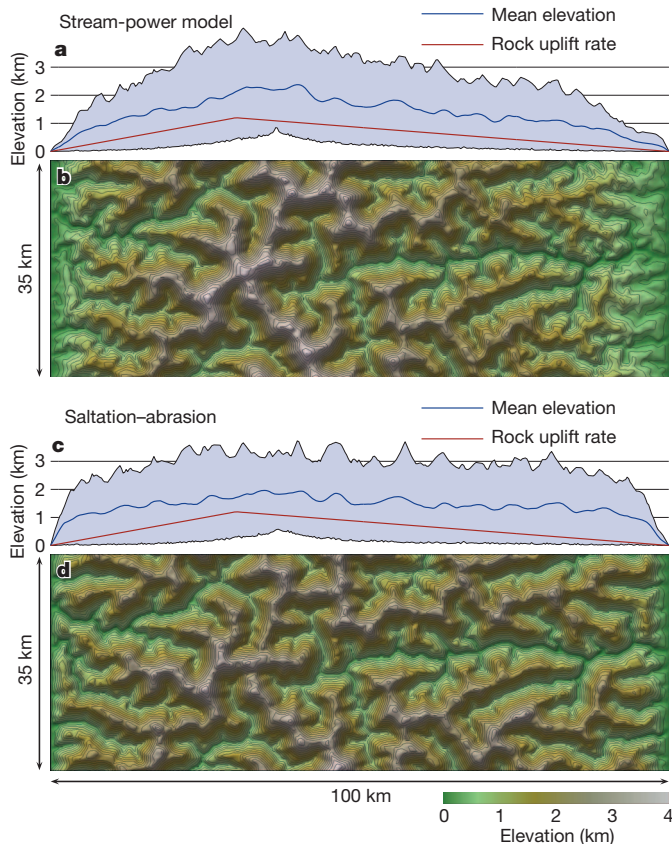 Stream-power model
Mean elevation
Rock uplift rate
a
Elevation (km)
3
2
1
0
b
35 km
Saltation–abrasion
Mean elevation
Rock uplift rate
c
Elevation (km)
3
2
1
0
d
35 km
100 km
0 1 2 3 4
Elevation (km)